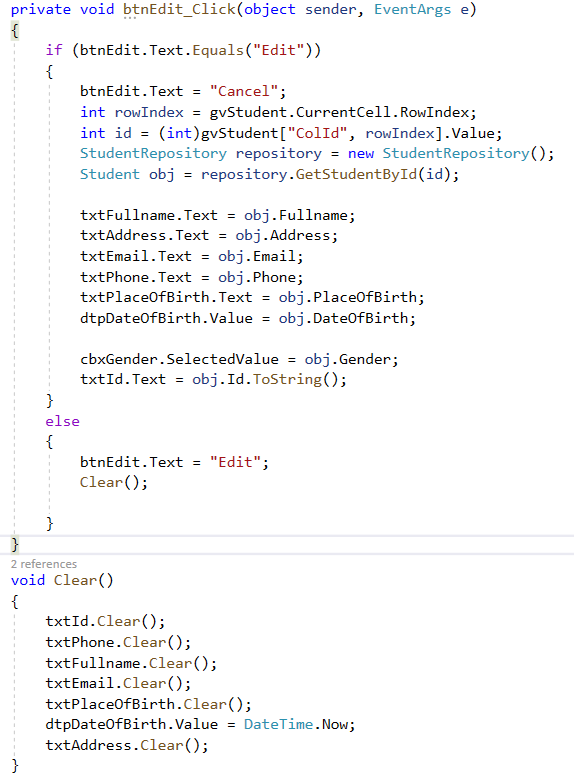 private void btnEdit_Click(object sender, EventArgs e)
{
    if (btnEdit.Text.Equals("Edit"))
    {
        btnEdit.Text = "Cancel";
        int rowIndex = gvStudent.CurrentCell.RowIndex;
        int id = (int)gvStudent["ColId", rowIndex].Value;
        StudentRepository repository = new StudentRepository();
        Student obj = repository.GetStudentById(id);

        txtFullname.Text = obj.Fullname;
        txtAddress.Text = obj.Address;
        txtEmail.Text = obj.Email;
        txtPhone.Text = obj.Phone;
        txtPlaceOfBirth.Text = obj.PlaceOfBirth;
        dtpDateOfBirth.Value = obj.DateOfBirth;

        cbxGender.SelectedValue = obj.Gender;
        txtId.Text = obj.Id.ToString();
    }
    else
    {
        btnEdit.Text = "Edit";
        Clear();

    }
}
2 references
void Clear()
{
    txtId.Clear();
    txtPhone.Clear();
    txtFullname.Clear();
    txtEmail.Clear();
    txtPlaceOfBirth.Clear();
    dtpDateOfBirth.Value = DateTime.Now;
    txtAddress.Clear();
}